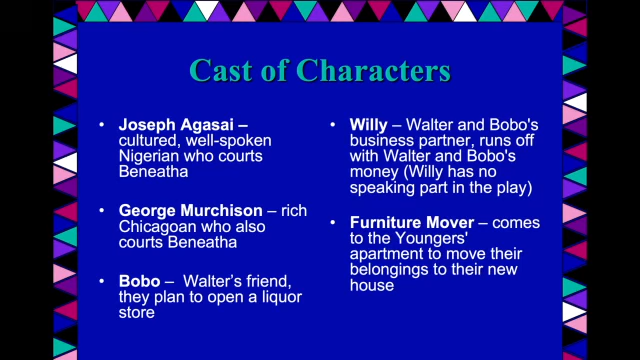 Cast of Characters
• Joseph Agasai –
cultured, well-spoken
Nigerian who courts
Beneatha
• George Murchison – rich
Chicagoan who also
courts Beneatha
• Bobo – Walter's friend,
they plan to open a liquor
store
• Willy – Walter and Bobo's
business partner, runs off
with Walter and Bobo's
money (Willy has no
speaking part in the play)
• Furniture Mover – comes
to the Youngers'
apartment to move their
belongings to their new
house